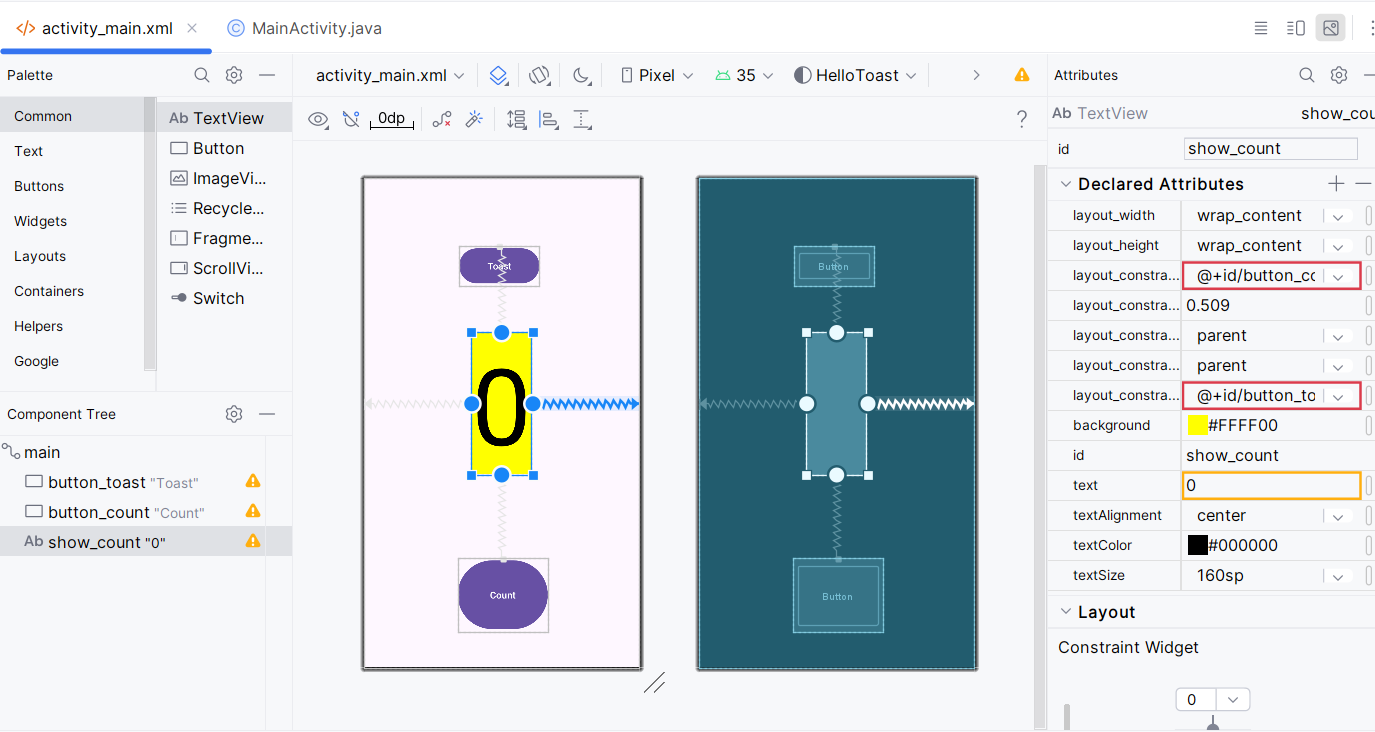 activity_main.xml
MainActivity.java
Palette
activity_main.xml
Pixel
35
HelloToast
Attributes
Common
Text
Buttons
Widgets
Layouts
Containers
Helpers
Google
Ab TextView
Button
ImageVi...
Recycle...
Fragme...
ScrollVi...
Switch
0dp
?
Component Tree
main
button_toast "Toast"
button_count "Count"
Ab show_count "0"
Toast
0
Count
Button
Button
Ab TextView show_cou
id show_count
Declared Attributes
layout_width wrap_content
layout_height wrap_content
layout_constra... @+id/button_co
layout_constra... 0.509
layout_constra... parent
layout_constra... parent
layout_constra... @+id/button_to
background #FFFF00
id show_count
text 0
textAlignment center
textColor #000000
textSize 160sp
Layout
Constraint Widget
0